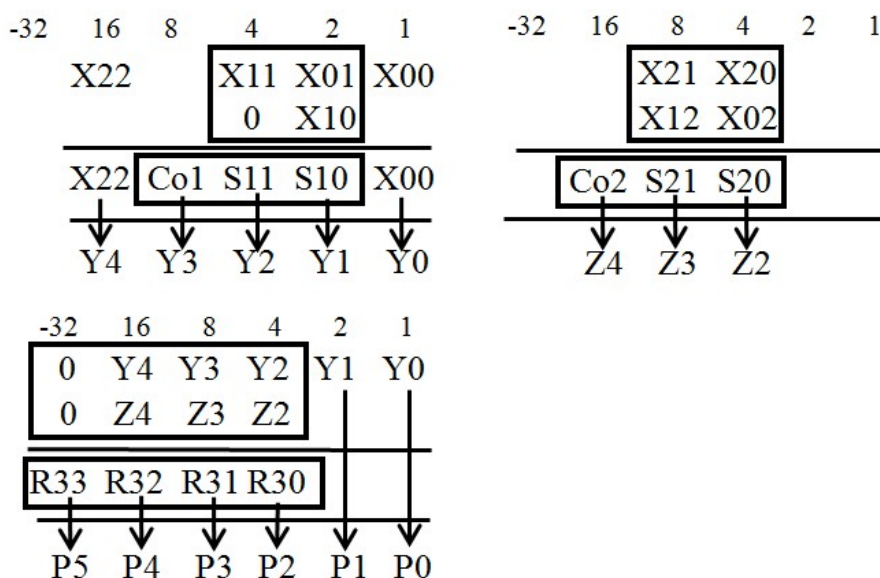 -32 16 8 4 2 1
X22 X11 X01 X00
0 X10
X22 Co1 S11 S10 X00
Y4 Y3 Y2 Y1 Y0
-32 16 8 4 2 1
X21 X20
X12 X02
Co2 S21 S20
Z4 Z3 Z2
-32 16 8 4 2 1
0 Y4 Y3 Y2 Y1 Y0
0 Z4 Z3 Z2
R33 R32 R31 R30
P5 P4 P3 P2 P1 P0